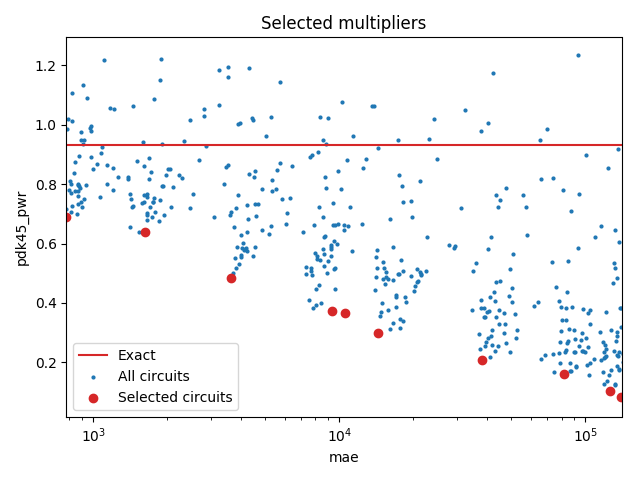 Selected multipliers
pdk45_pwr
1.2
1.0
0.8
0.6
0.4
0.2
Exact
All circuits
Selected circuits
10³
10⁴
10⁵
mae